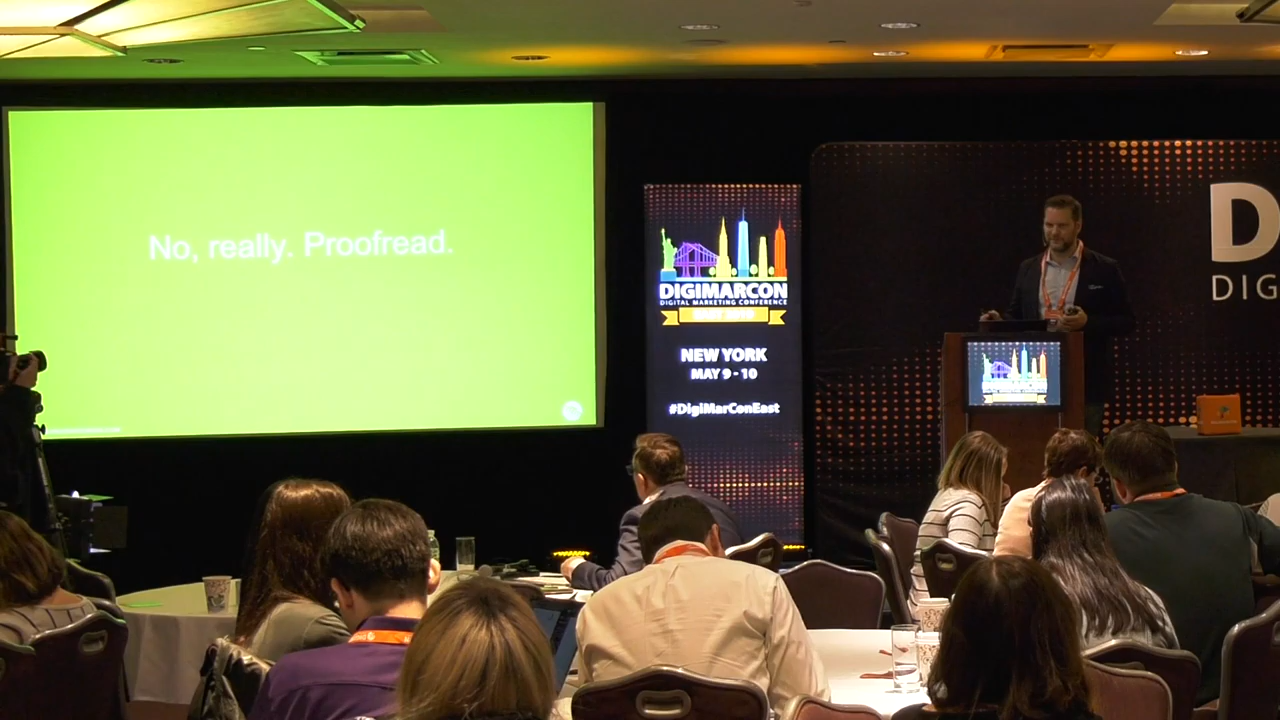 No, really. Proofread.
DIGIMARCON
DIGITAL MARKETING CONFERENCE
NEW YORK
MAY 9 - 10
#DigiMarConEast
D
DIG